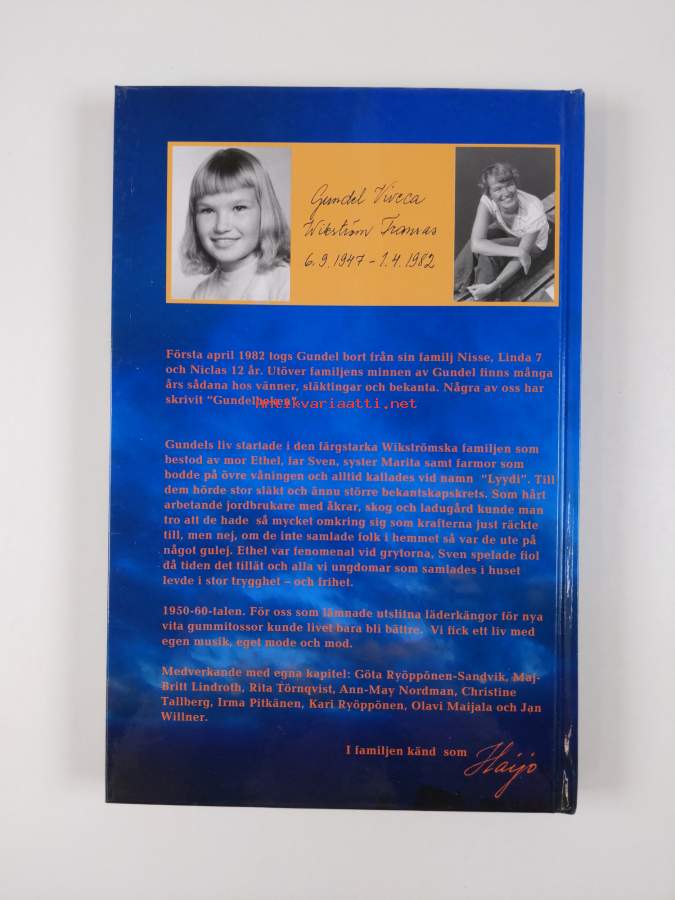 Gundel Viveca
Wikström Transas
6.9.1947 - 1.4.1982
Första april 1982 togs Gundel bort från sin familj Nisse, Linda 7
och Niclas 12 år. Utöver familjens minnen av Gundel finns många
års sådana hos vänner, släktingar och bekanta. Några av oss har
skrivit "Gundelboken".
antikvariaatti.net
Gundels liv startade i den färgstarka Wikströmska familjen som
bestod av mor Ethel, far Sven, syster Marita samt farmor som
bodde på övre våningen och alltid kallades vid namn "Lyydi". Till
dem hörde stor släkt och ännu större bekantskapskrets. Som hårt
arbetande jordbrukare med åkrar, skog och ladugård kunde man
tro att de hade så mycket omkring sig som krafterna just räckte
till, men nej, om de inte samlade folk i hemmet så var de ute på
något gulej. Ethel var fenomenal vid grytorna, Sven spelade fiol
då tiden det tillät och alla vi ungdomar som samlades i huset
levde i stor trygghet – och frihet.
1950-60-talen. För oss som lämnade utslitna läderkängor för nya
vita gummitossor kunde livet bara bli bättre. Vi fick ett liv med
egen musik, eget mode och mod.
Medverkande med egna kapitel: Göta Ryöppönen-Sandvik, Maj-
Britt Lindroth, Rita Törnqvist, Ann-May Nordman, Christine
Tallberg, Irma Pitkänen, Kari Ryöppönen, Olavi Maijala och Jan
Willner.
I familjen känd som
Haijo